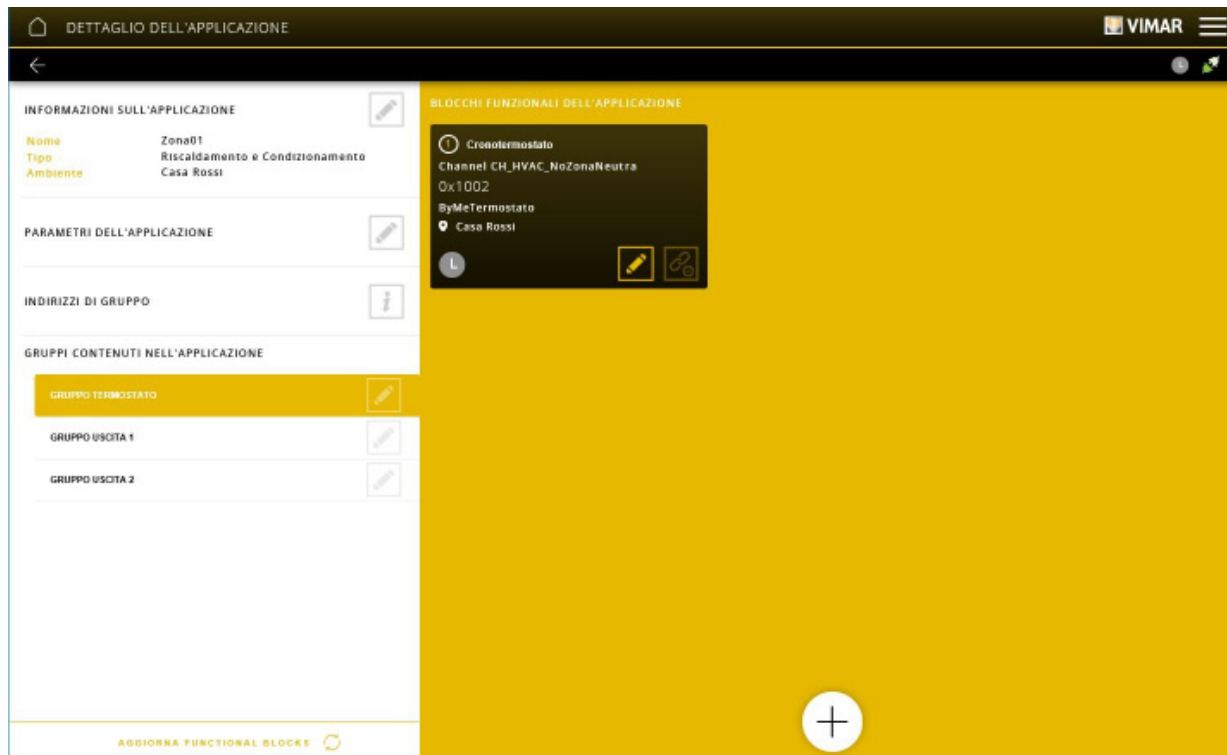 DETTAGLIO DELL'APPLICAZIONE
VIMAR
L
INFORMAZIONI SULL'APPLICAZIONE
Nome Zona01
Tipo Riscaldamento e Condizionamento
Ambiente Casa Rossi
PARAMETRI DELL'APPLICAZIONE
INDIRIZZI DI GRUPPO
i
GRUPPI CONTENUTI NELL'APPLICAZIONE
GRUPPO TERMOSTATO
GRUPPO USCITA 1
GRUPPO USCITA 2
AGGIORNA FUNCTIONAL BLOCKS
BLOCCHI FUNZIONALI DELL'APPLICAZIONE
1 Cronotermostato
Channel CH_HVAC_NoZonaNeutra
0x1002
ByMeTermostato
Casa Rossi
L